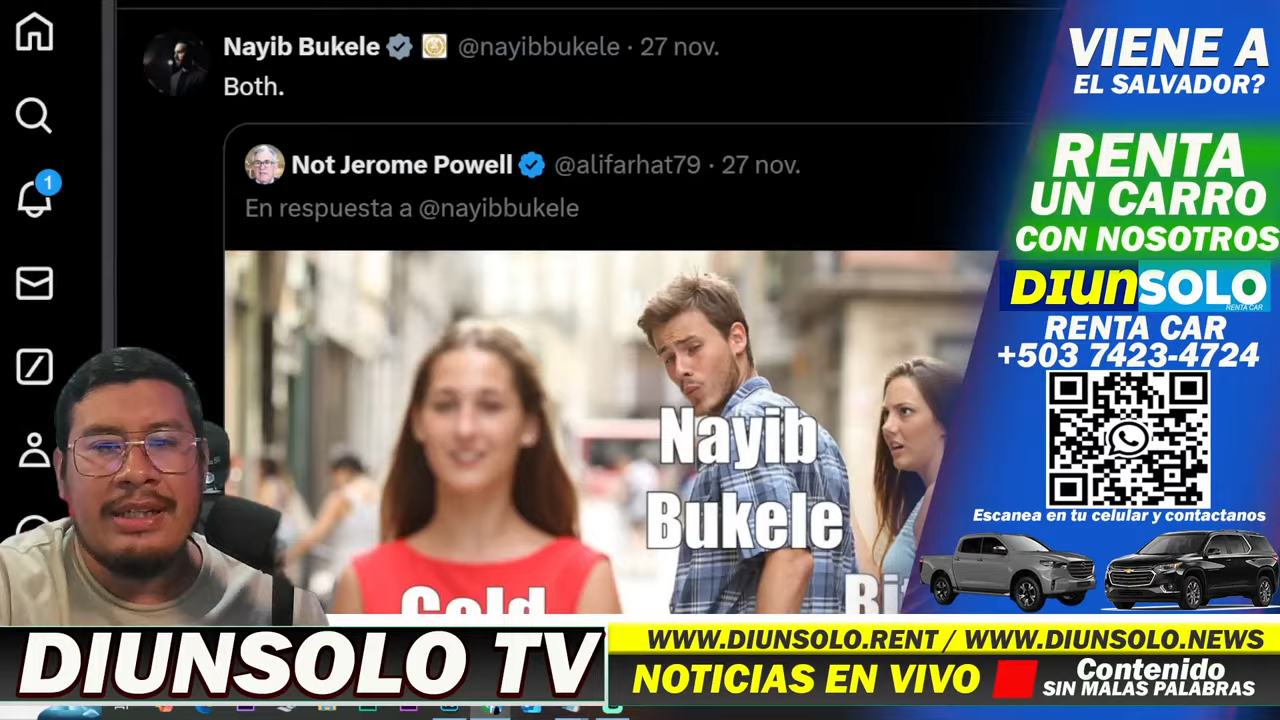 Nayib Bukele @nayibbukele · 27 nov.
Both.
1
Not Jerome Powell @alifarhat79 · 27 nov.
En respuesta a @nayibbukele
Nayib
Bukele
Gold
VIENE A
EL SALVADOR?
RENTA
UN CARRO
CON NOSOTROS
DIUNSOLO
RENTA CAR
RENTA CAR
+503 7423-4724
Escanea en tu celular y contactanos
DIUNSOLO TV
WWW.DIUNSOLO.RENT / WWW.DIUNSOLO.NEWS
NOTICIAS EN VIVO
Contenido
SIN MALAS PALABRAS